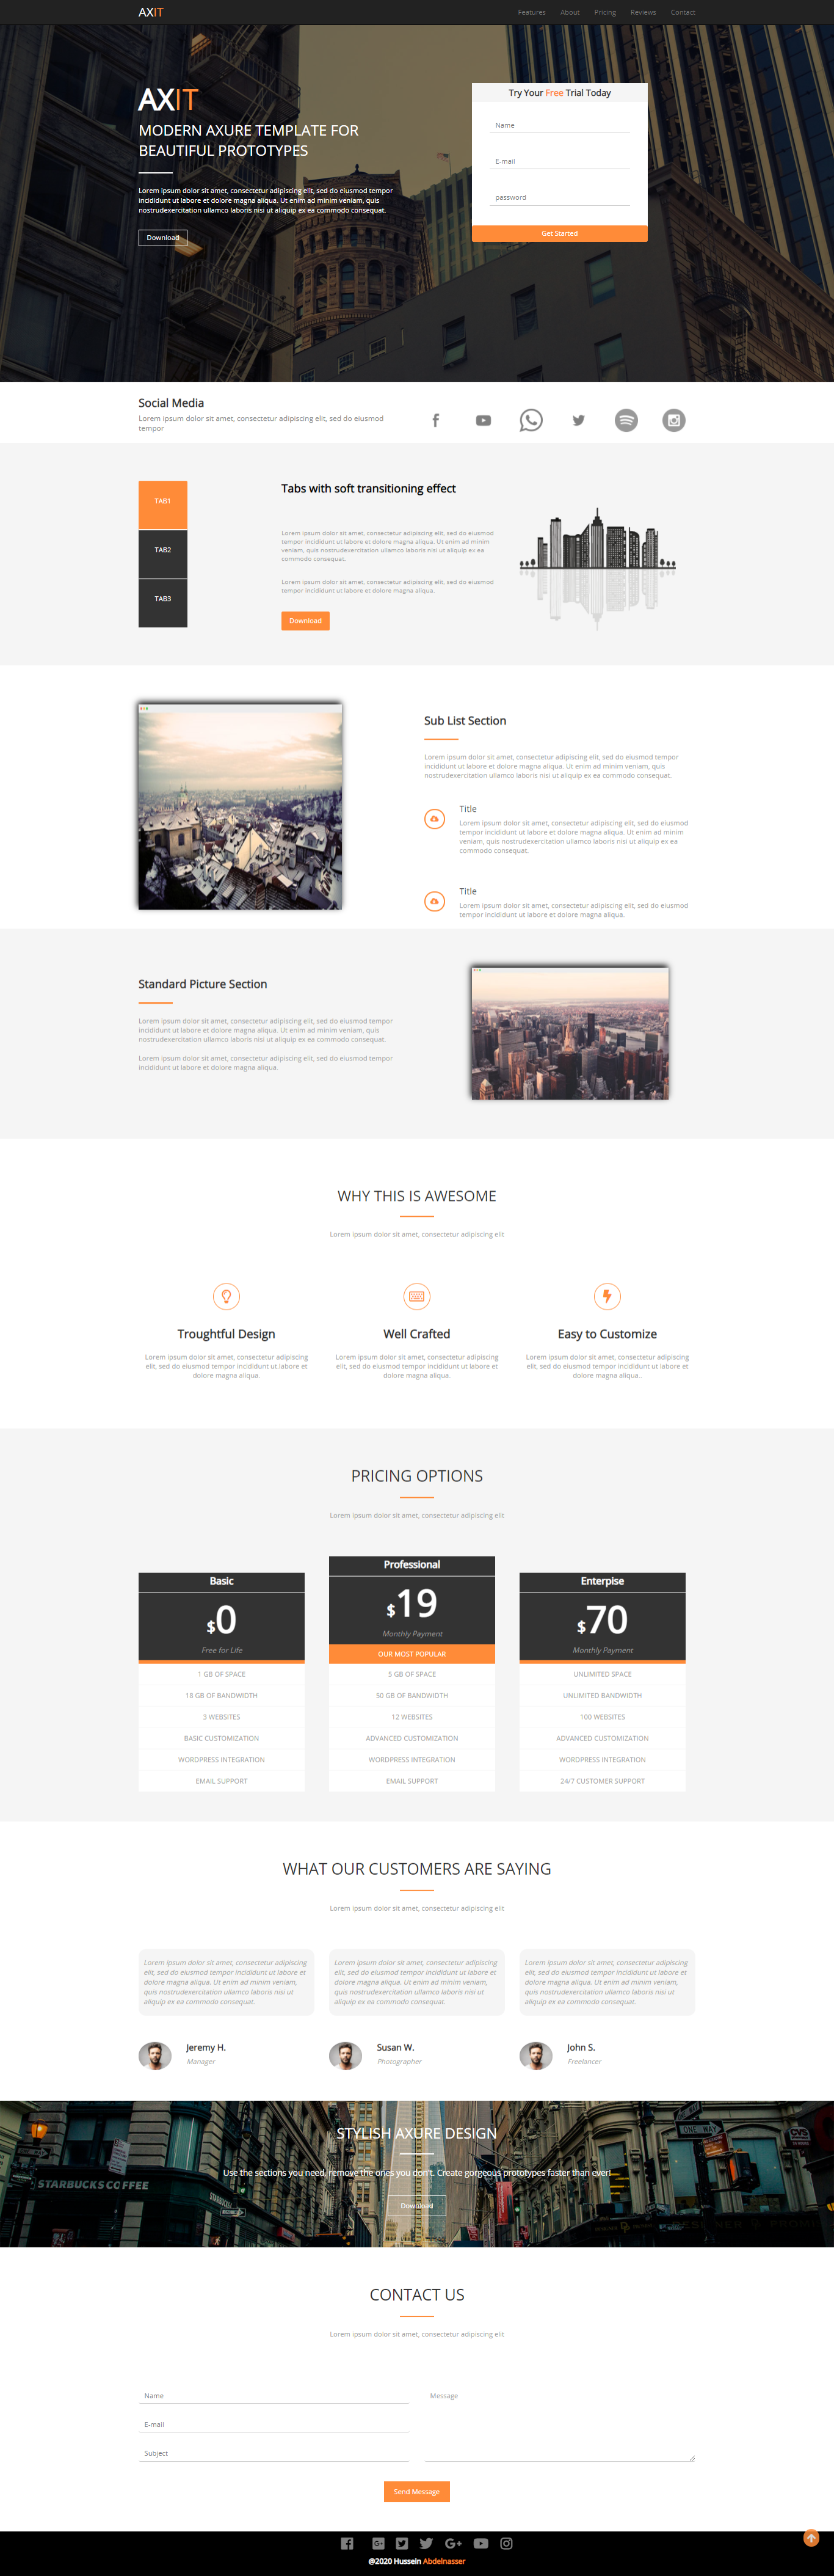 AXIT
Features About Pricing Reviews Contact
AXIT
MODERN AXURE TEMPLATE FOR
BEAUTIFUL PROTOTYPES
Lorem ipsum dolor sit amet, consectetur adipiscing elit, sed do eiusmod tempor
incididunt ut labore et dolore magna aliqua. Ut enim ad minim veniam, quis
nostrudexercitation ullamco laboris nisi ut aliquip ex ea commodo consequat.
Download
Try Your Free Trial Today
Name
E-mail
password
Get Started
Social Media
Lorem ipsum dolor sit amet, consectetur adipiscing elit, sed do eiusmod
tempor
TAB1
TAB2
TAB3
Tabs with soft transitioning effect
Lorem ipsum dolor sit amet, consectetur adipiscing elit, sed do eiusmod
tempor incididunt ut labore et dolore magna aliqua. Ut enim ad minim
veniam, quis nostrudexercitation ullamco laboris nisi ut aliquip ex ea
commodo consequat.
Lorem ipsum dolor sit amet, consectetur adipiscing elit, sed do eiusmod
tempor incididunt ut labore et dolore magna aliqua.
Download
Sub List Section
Lorem ipsum dolor sit amet, consectetur adipiscing elit, sed do eiusmod tempor
incididunt ut labore et dolore magna aliqua. Ut enim ad minim veniam, quis
nostrudexercitation ullamco laboris nisi ut aliquip ex ea commodo consequat.
Title
Lorem ipsum dolor sit amet, consectetur adipiscing elit, sed do eiusmod
tempor incididunt ut labore et dolore magna aliqua. Ut enim ad minim
veniam, quis nostrudexercitation ullamco laboris nisi ut aliquip ex ea
commodo consequat.
Title
Lorem ipsum dolor sit amet, consectetur adipiscing elit, sed do eiusmod
tempor incididunt ut labore et dolore magna aliqua.
Standard Picture Section
Lorem ipsum dolor sit amet, consectetur adipiscing elit, sed do eiusmod tempor
incididunt ut labore et dolore magna aliqua. Ut enim ad minim veniam, quis
nostrudexercitation ullamco laboris nisi ut aliquip ex ea commodo consequat.
Lorem ipsum dolor sit amet, consectetur adipiscing elit, sed do eiusmod tempor
incididunt ut labore et dolore magna aliqua.
WHY THIS IS AWESOME
Lorem ipsum dolor sit amet, consectetur adipiscing elit
Troughtful Design
Lorem ipsum dolor sit amet, consectetur adipiscing
elit, sed do eiusmod tempor incididunt ut.labore et
dolore magna aliqua.
Well Crafted
Lorem ipsum dolor sit amet, consectetur adipiscing
elit, sed do eiusmod tempor incididunt ut labore et
dolore magna aliqua.
Easy to Customize
Lorem ipsum dolor sit amet, consectetur adipiscing
elit, sed do eiusmod tempor incididunt ut labore et
dolore magna aliqua..
PRICING OPTIONS
Lorem ipsum dolor sit amet, consectetur adipiscing elit
Basic
$0
Free for Life
1 GB OF SPACE
18 GB OF BANDWIDTH
3 WEBSITES
BASIC CUSTOMIZATION
WORDPRESS INTEGRATION
EMAIL SUPPORT
Professional
$19
Monthly Payment
OUR MOST POPULAR
5 GB OF SPACE
50 GB OF BANDWIDTH
12 WEBSITES
ADVANCED CUSTOMIZATION
WORDPRESS INTEGRATION
EMAIL SUPPORT
Enterpise
$70
Monthly Payment
UNLIMITED SPACE
UNLIMITED BANDWIDTH
100 WEBSITES
ADVANCED CUSTOMIZATION
WORDPRESS INTEGRATION
24/7 CUSTOMER SUPPORT
WHAT OUR CUSTOMERS ARE SAYING
Lorem ipsum dolor sit amet, consectetur adipiscing elit
Lorem ipsum dolor sit amet, consectetur adipiscing
elit, sed do eiusmod tempor incididunt ut labore et
dolore magna aliqua. Ut enim ad minim veniam,
quis nostrudexercitation ullamco laboris nisi ut
aliquip ex ea commodo consequat.
Jeremy H.
Manager
Lorem ipsum dolor sit amet, consectetur adipiscing
elit, sed do eiusmod tempor incididunt ut labore et
dolore magna aliqua. Ut enim ad minim veniam,
quis nostrudexercitation ullamco laboris nisi ut
aliquip ex ea commodo consequat.
Susan W.
Photographer
Lorem ipsum dolor sit amet, consectetur adipiscing
elit, sed do eiusmod tempor incididunt ut labore et
dolore magna aliqua. Ut enim ad minim veniam,
quis nostrudexercitation ullamco laboris nisi ut
aliquip ex ea commodo consequat.
John S.
Freelancer
STYLISH AXURE DESIGN
Use the sections you need, remove the ones you don't. Create gorgeous prototypes faster than ever!
Download
STARBUCKS COFFEE
ONE WAY
CVS
CONTACT US
Lorem ipsum dolor sit amet, consectetur adipiscing elit
Name
E-mail
Subject
Message
Send Message
@2020 Hussein Abdelnasser